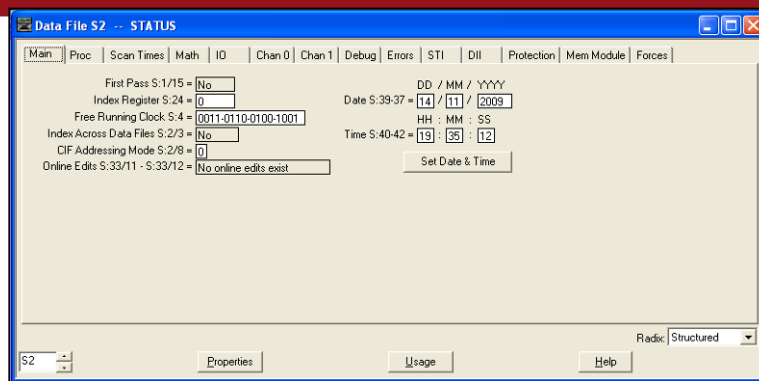 Data File S2 -- STATUS
Main Proc Scan Times Math IO Chan 0 Chan 1 Debug Errors STI DII Protection Mem Module Forces
First Pass S:1/15 = No
Index Register S:24 = 0
Free Running Clock S:4 = 0011-0110-0100-1001
Index Across Data Files S:2/3 = No
CIF Addressing Mode S:2/8 = 0
Online Edits S:33/11 - S:33/12 = No online edits exist
DD / MM / YYYY
Date S:39-37 = 14 / 11 / 2009
HH : MM : SS
Time S:40-42 = 19 : 35 : 12
Set Date & Time
Radix: Structured
S2 Properties Usage Help